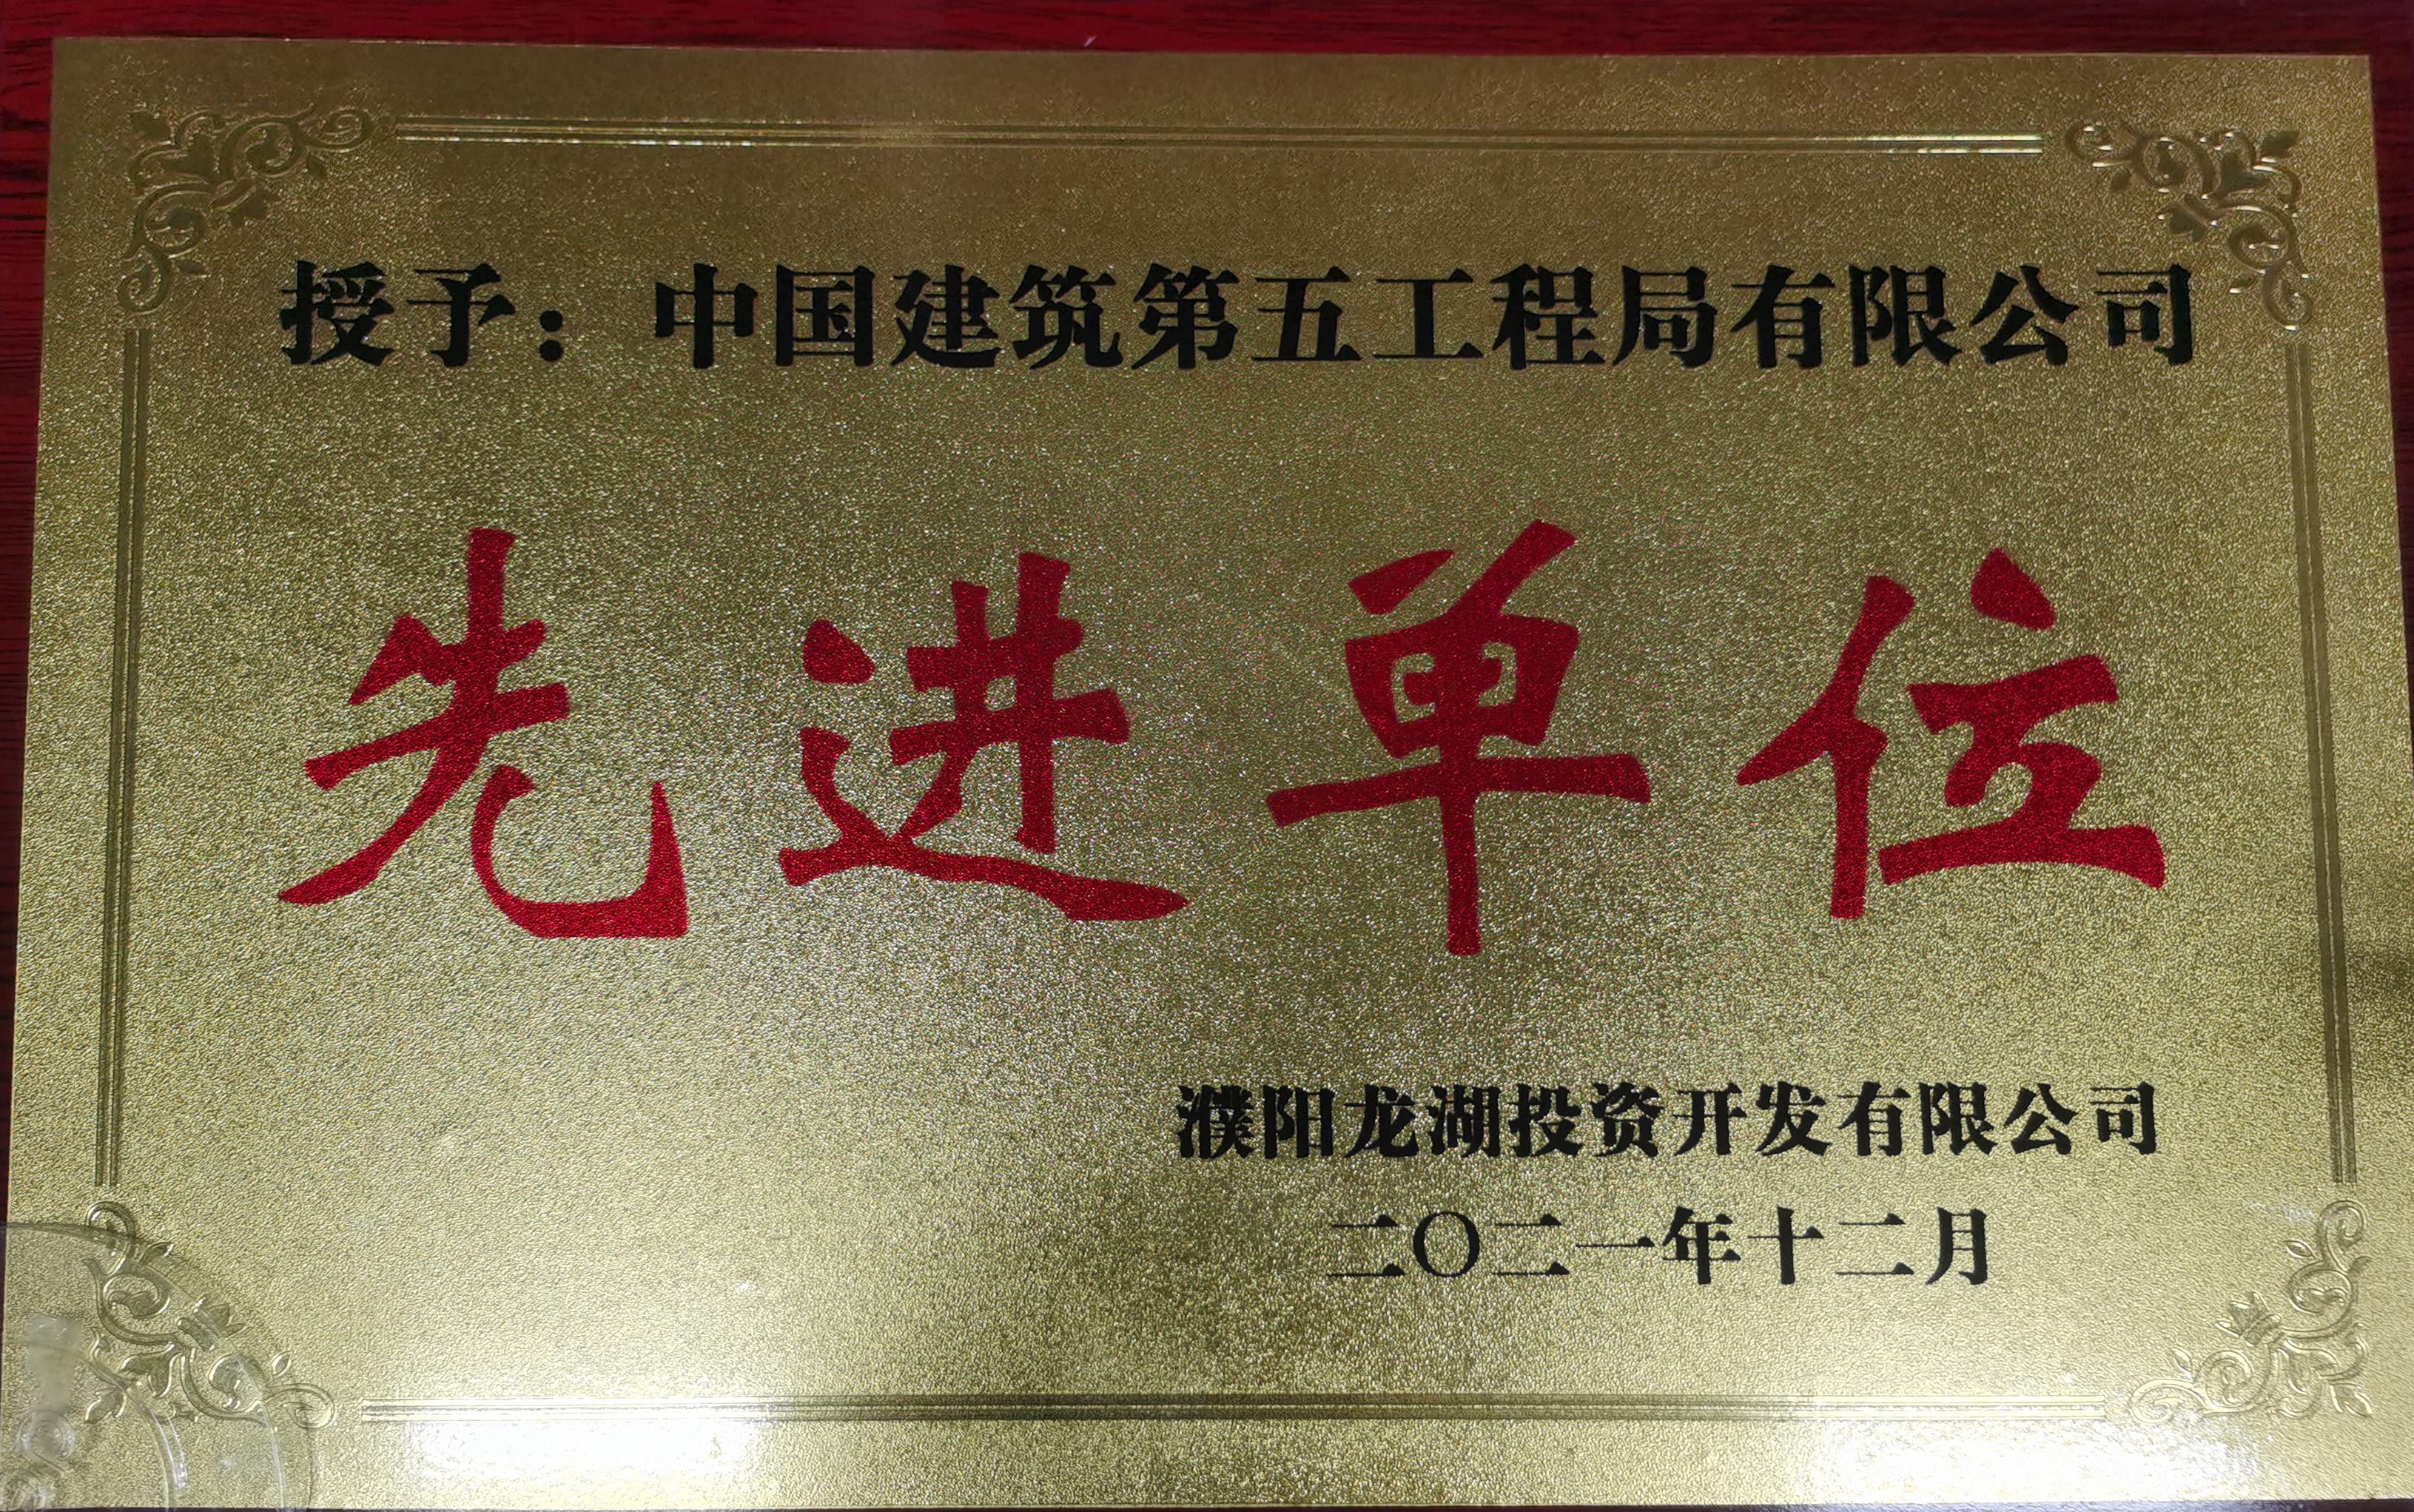 授予：中国建筑第五工程局有限公司
先进单位
濮阳龙湖投资开发有限公司
二〇二一年十二月